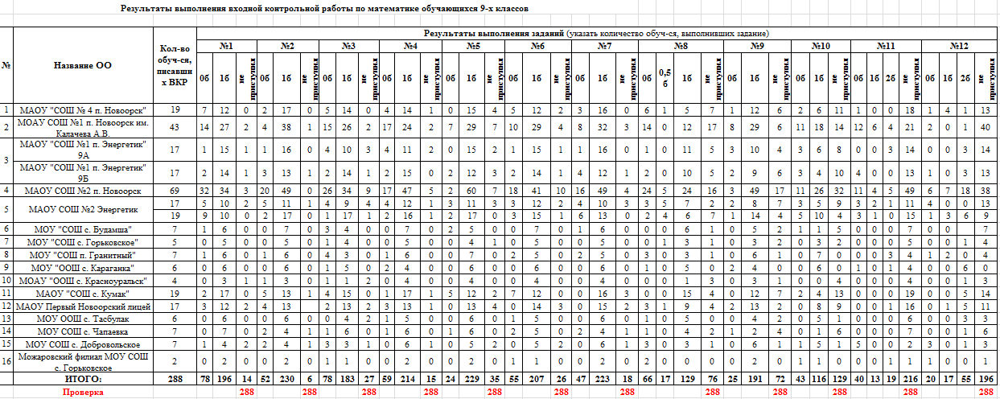 Результаты выполнения входной контрольной работы по математике обучающихся 9-х классов
№ Название ОО Кол-во обуч-ся, писавши х ВКР Результаты выполнения заданий (указать количество обуч-ся, выполнивших задание)
№1 №2 №3 №4 №5 №6 №7 №8 №9 №10 №11 №12
0б 1б не приступил 0б 1б не приступил 0б 1б не приступил 0б 1б не приступил 0б 1б не приступил 0б 1б не приступил 0б 1б не приступил 0б 0,5б 1б не приступил 0б 1б не приступил 0б 1б не приступил 0б 1б 2б не приступил 0б 1б 2б не приступил
1 МАОУ "СОШ № 4 п. Новоорск" 19 7 12 0 2 17 0 5 14 0 4 14 1 0 15 4 5 12 2 3 16 0 6 1 5 7 1 12 6 2 6 11 1 0 0 18 1 4 1 13
2 МОАУ СОШ №1 п. Новоорск им. Калачева А.В. 43 14 27 2 4 38 1 15 26 2 17 24 2 7 29 7 10 29 4 8 32 3 14 0 12 17 8 29 6 11 18 14 12 6 4 21 2 0 1 40
3 МАОУ "СОШ №1 п. Энергетик" 9А 17 1 15 1 1 16 0 4 10 3 4 11 2 0 15 2 1 15 1 1 16 0 1 0 11 5 3 10 4 3 6 8 0 0 3 14 0 0 3 14
МАОУ "СОШ №1 п. Энергетик" 9Б 17 2 14 1 3 13 1 2 14 1 2 15 0 2 12 3 2 14 1 4 12 1 2 0 10 5 2 9 6 3 4 10 4 0 0 13 1 0 3 13
4 МАОУ СОШ №2 п. Новоорск 69 32 34 3 20 49 0 26 34 9 17 47 5 2 60 7 18 41 10 16 49 4 24 5 24 16 3 49 17 11 26 32 11 4 5 49 6 7 18 38
5 МАОУ СОШ №2 Энергетик 17 5 10 2 5 11 1 4 9 4 4 12 1 3 11 3 3 12 2 4 10 3 3 5 7 2 2 8 7 3 5 9 3 2 1 11 4 0 0 13
19 9 10 0 2 17 0 1 17 1 2 16 1 2 17 0 3 15 1 6 13 0 2 4 6 7 1 14 4 5 10 4 3 1 0 15 1 3 6 9
6 МОУ "СОШ с. Будамша" 7 1 6 0 0 7 0 3 4 0 0 7 0 2 5 0 0 7 0 1 6 0 0 0 1 6 0 5 2 1 1 5 0 0 0 7 0 0 7
7 МОУ "СОШ с. Горьковское" 5 0 5 0 0 5 0 1 4 0 0 5 0 0 4 1 0 5 0 0 5 0 0 1 3 1 0 5 0 0 3 2 0 0 0 5 0 0 1 4
8 МОУ "СОШ п. Гранитный" 7 1 6 0 1 6 0 4 3 0 1 6 0 0 7 0 2 5 0 2 5 0 3 0 3 1 0 6 1 0 7 0 0 0 3 4 1 2 0 4
9 МОУ "ООШ с. Караганка" 6 0 6 0 0 6 0 1 5 0 2 4 0 0 6 0 0 6 0 0 6 0 1 0 5 0 2 4 0 0 6 0 1 0 1 4 0 0 6 0
10 МОАУ "ООШ с. Красноуральск" 4 0 3 1 1 3 0 1 1 2 0 4 0 0 4 0 0 4 0 0 4 0 0 0 1 3 0 3 1 0 0 4 0 0 0 4 0 0 1 3
11 МАОУ "СОШ с. Кумак" 19 2 17 0 5 13 1 4 15 0 1 17 1 5 12 2 7 12 0 0 16 3 0 0 15 4 0 12 7 2 4 13 0 0 0 19 0 0 5 14
12 МАОУ Первый Новоорский лицей 17 3 12 2 4 13 2 13 2 3 13 1 0 13 4 0 14 3 0 15 2 3 1 9 4 2 13 2 0 8 9 0 0 1 16 0 1 5 11
13 МОУ ООШ с. Тасбулак 6 0 6 0 0 6 0 0 4 2 1 5 0 0 6 0 1 5 0 0 6 0 1 0 5 0 0 4 2 0 5 1 0 0 0 6 0 0 3 3
14 МОУ СОШ с. Чапаевка 7 0 7 0 2 4 1 1 6 0 1 6 0 1 6 0 2 5 0 1 6 0 1 0 4 2 1 2 4 0 1 6 0 0 0 7 0 0 1 6
15 МОУ СОШ с. Добровольское 7 1 4 2 2 4 1 3 3 1 0 6 1 0 5 2 0 5 2 0 6 1 3 0 3 1 0 6 1 1 5 1 5 0 0 2 3 0 1 3
16 Можаровский филиал МОУ СОШ с. Горьковское 2 0 2 0 0 2 0 1 1 0 0 2 0 0 2 0 1 1 0 0 2 0 2 0 0 0 0 1 1 1 1 0 0 0 1 1 0 0 1 1
ИТОГО: 288 78 196 14 52 230 6 78 183 27 59 214 15 24 229 35 55 207 26 47 223 18 66 17 129 76 25 191 72 43 116 129 40 13 19 216 20 17 55 196
Проверка 288 288 288 288 288 288 288 288 288 288 288 288